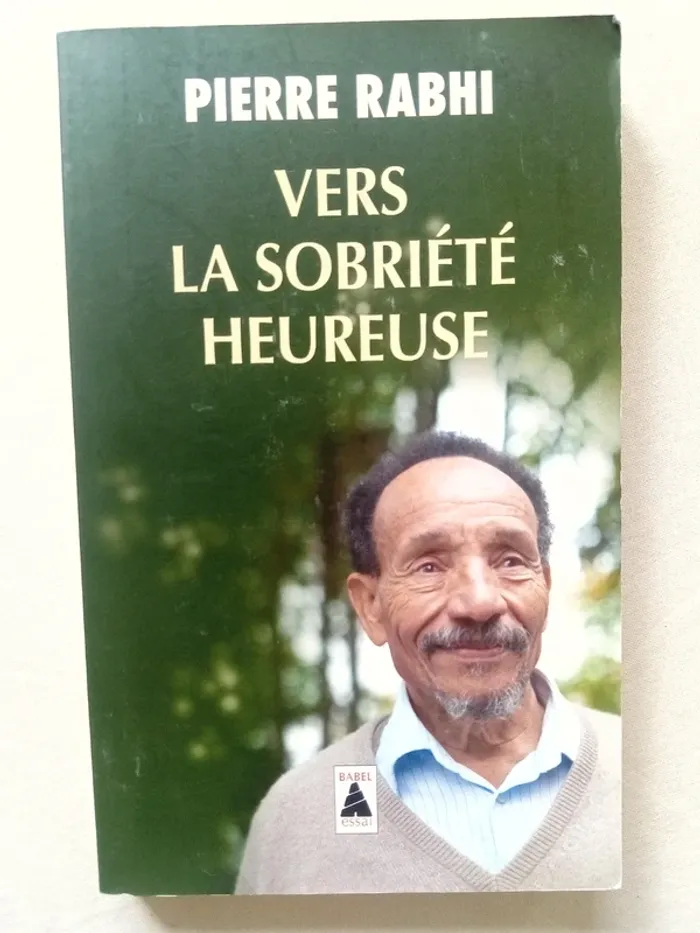 PIERRE RABHI
VERS
LA SOBRIÉTÉ
HEUREUSE
BABEL
essai